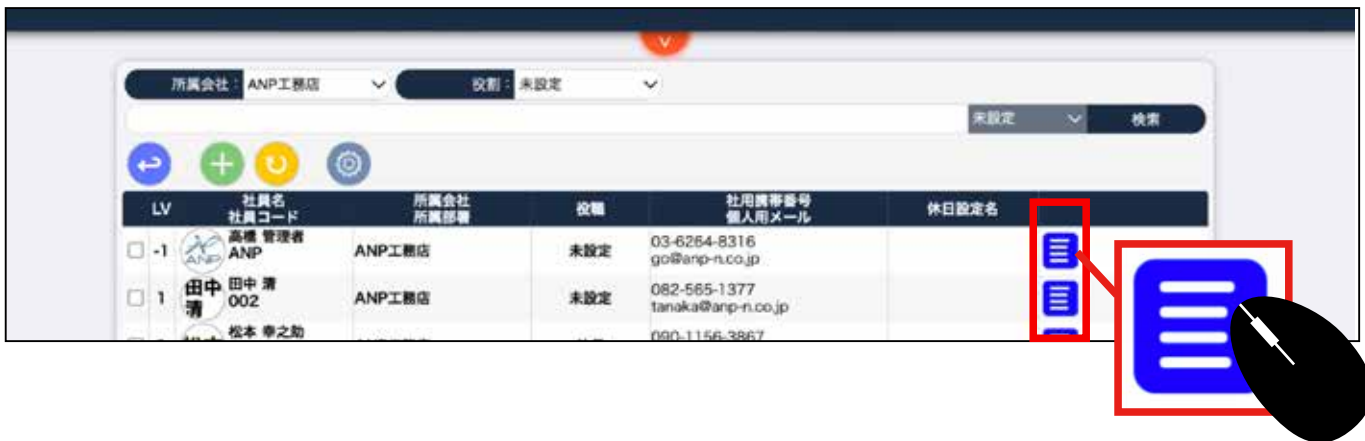 所属会社： ANP工務店
役割： 未設定
未設定 検索
LV 社員名 所属会社 役職 社用携帯番号 休日設定名
社員コード 所属部署 個人用メール
-1 高橋 管理者 ANP工務店 未設定 03-6264-8316
ANP ANP go@anp-n.co.jp
1 田中 田中 清 ANP工務店 未設定 082-565-1377
清 002 tanaka@anp-n.co.jp
松本 幸之助 090-1156-3867